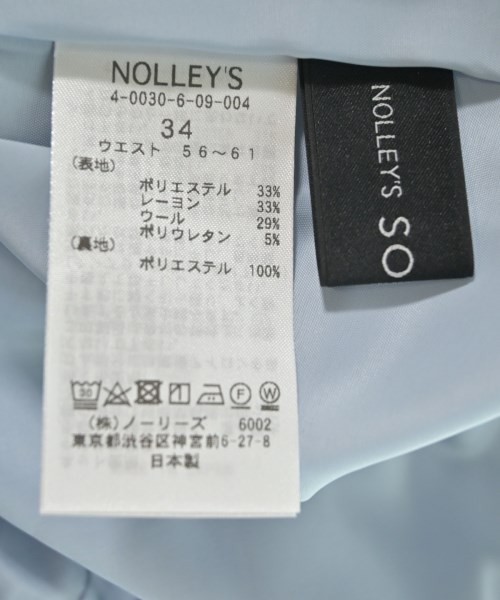 NOLLEY'S
4-0030-6-09-004
34
ウエスト 56～61
(表地)
ポリエステル 33%
レーヨン 33%
ウール 29%
ポリウレタン 5%
(裏地)
ポリエステル 100%
30
F
W
(株)ノーリーズ 6002
東京都渋谷区神宮前6-27-8
日本製
NOLLEY'S SO